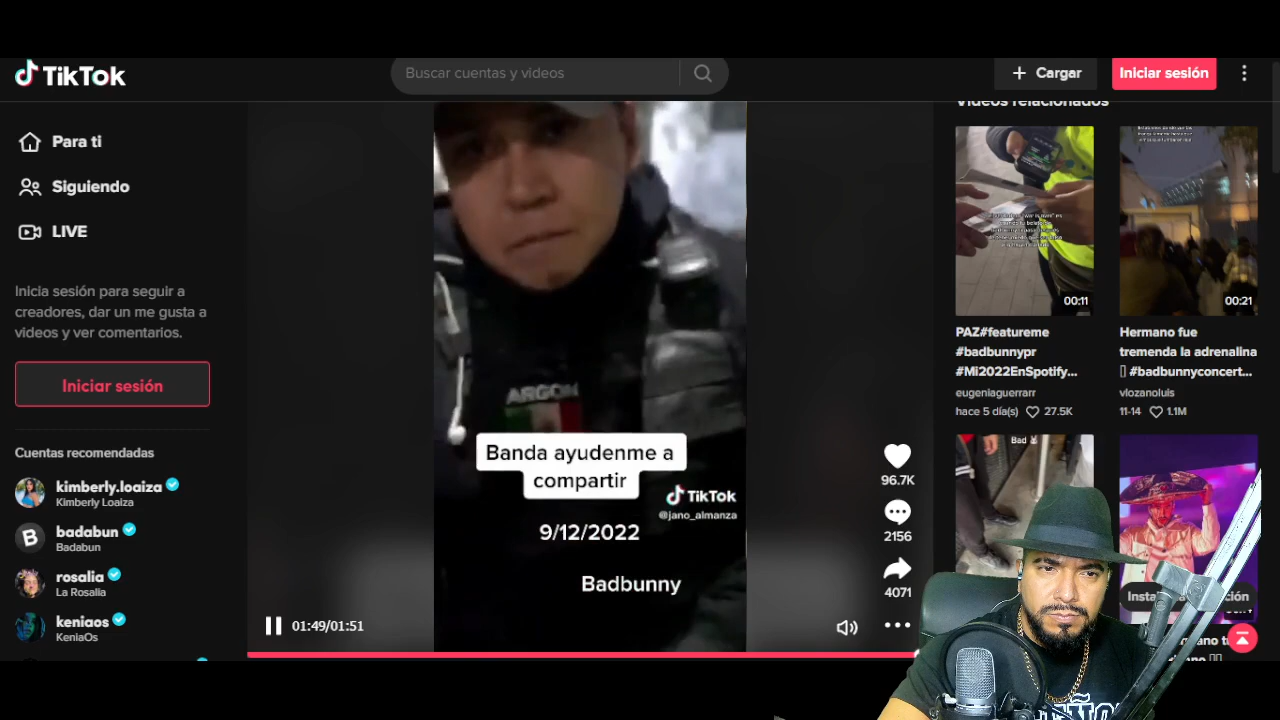 TikTok
Buscar cuentas y videos
Cargar
Iniciar sesión
Para ti
Siguiendo
LIVE
Inicia sesión para seguir a
creadores, dar un me gusta a
videos y ver comentarios.
Iniciar sesión
Cuentas recomendadas
kimberly.loaiza
Kimberly Loaiza
B
badabun
Badabun
rosalia
La Rosalia
keniaos
KeniaOs
ARGON
Banda ayudenme a
compartir
TikTok
@jano_almanza
9/12/2022
Badbunny
01:49/01:51
96.7K
2156
4071
Videos relacionados
00:11
PAZ#featureme
#badbunnypr
#Mi2022EnSpotify...
eugeniaguerrarr
hace 5 día(s) 27.5K
00:21
Hermano fue
tremenda la adrenalina
#badbunnyconcert...
vlozanoluis
11-14 1.1M
Bad